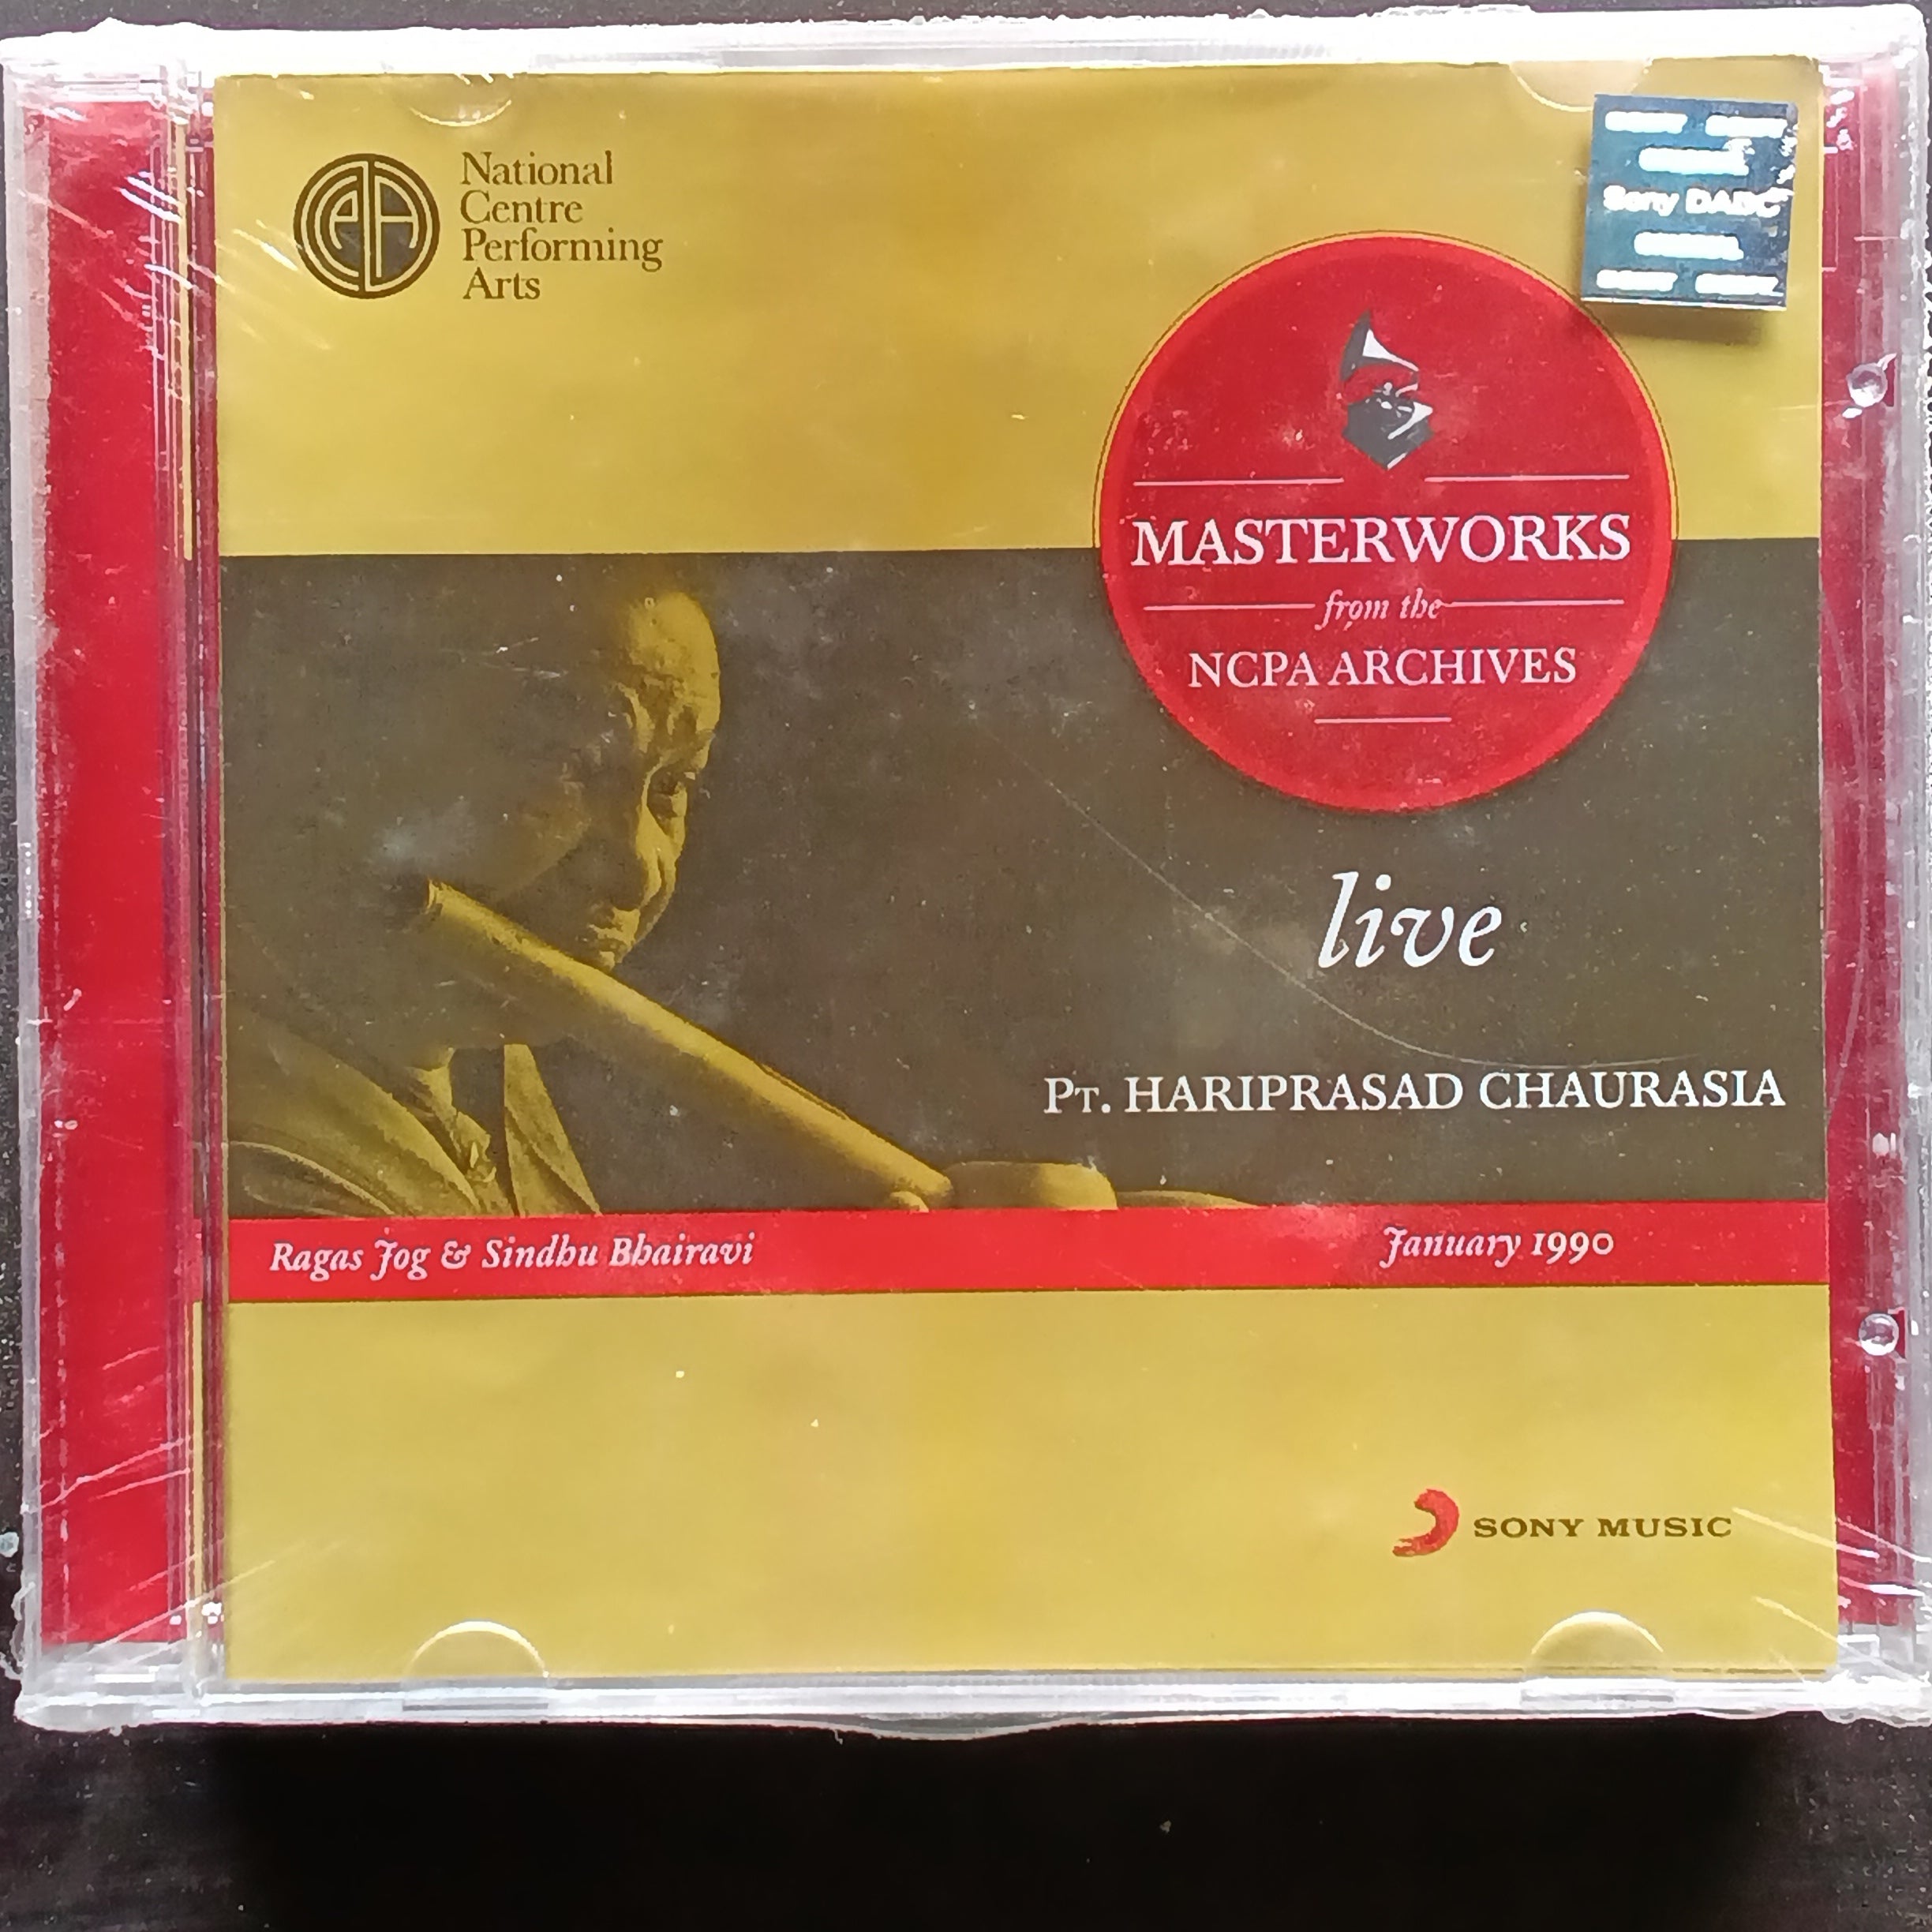 National
Centre
Performing
Arts
Sony DADC
MASTERWORKS
from the
NCPA ARCHIVES
live
PT. HARIPRASAD CHAURASIA
Ragas Jog & Sindhu Bhairavi
January 1990
SONY MUSIC